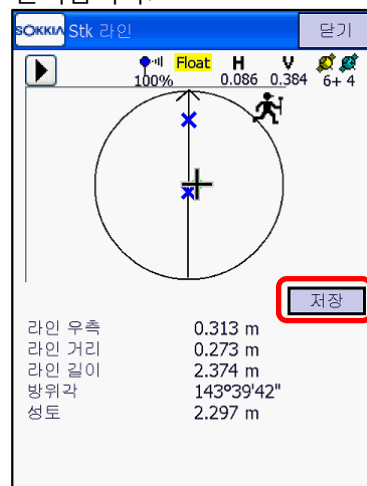 SOKKIA Stk 라인 닫기
Float H V
100% 0.086 0.384 6+ 4
저장
라인 우측 0.313 m
라인 거리 0.273 m
라인 길이 2.374 m
방위각 143º39'42"
성토 2.297 m